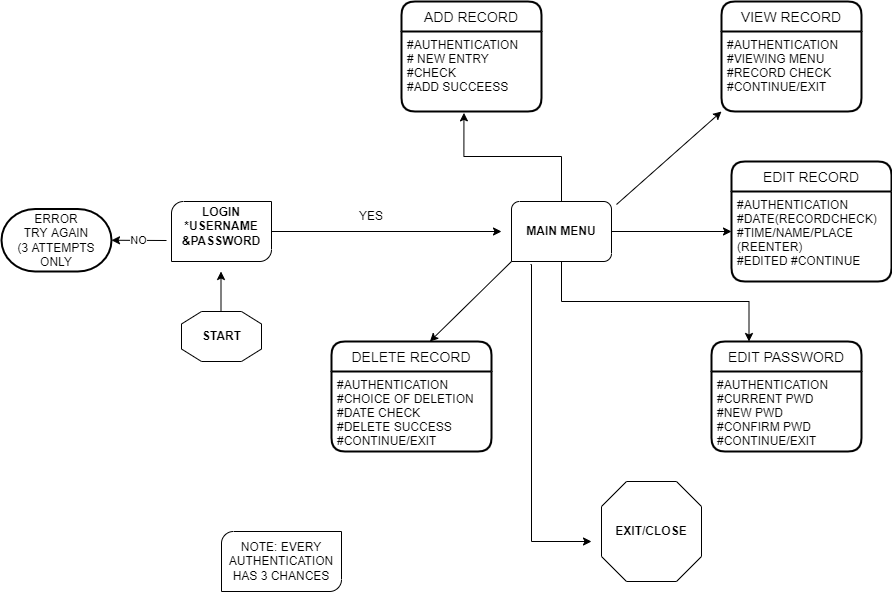 ADD RECORD
#AUTHENTICATION
# NEW ENTRY
#CHECK
#ADD SUCCEESS
VIEW RECORD
#AUTHENTICATION
#VIEWING MENU
#RECORD CHECK
#CONTINUE/EXIT
EDIT RECORD
#AUTHENTICATION
#DATE(RECORDCHECK)
#TIME/NAME/PLACE
(REENTER)
#EDITED #CONTINUE
ERROR
TRY AGAIN
(3 ATTEMPTS
ONLY
NO
LOGIN
*USERNAME
&PASSWORD
YES
MAIN MENU
START
DELETE RECORD
#AUTHENTICATION
#CHOICE OF DELETION
#DATE CHECK
#DELETE SUCCESS
#CONTINUE/EXIT
EDIT PASSWORD
#AUTHENTICATION
#CURRENT PWD
#NEW PWD
#CONFIRM PWD
#CONTINUE/EXIT
EXIT/CLOSE
NOTE: EVERY
AUTHENTICATION
HAS 3 CHANCES